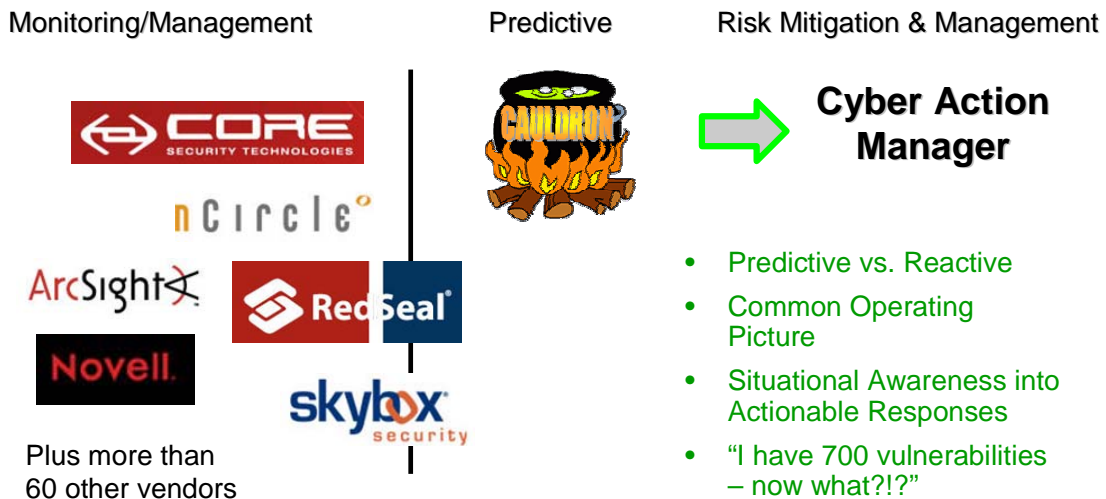 Monitoring/Management
Predictive
Risk Mitigation & Management
CORE
SECURITY TECHNOLOGIES
nCircle
ArcSight
RedSeal®
Novell.
skybox
security
Plus more than
60 other vendors
CAULDRON
Cyber Action
Manager
• Predictive vs. Reactive
• Common Operating
Picture
• Situational Awareness into
Actionable Responses
• “I have 700 vulnerabilities
– now what?!?”